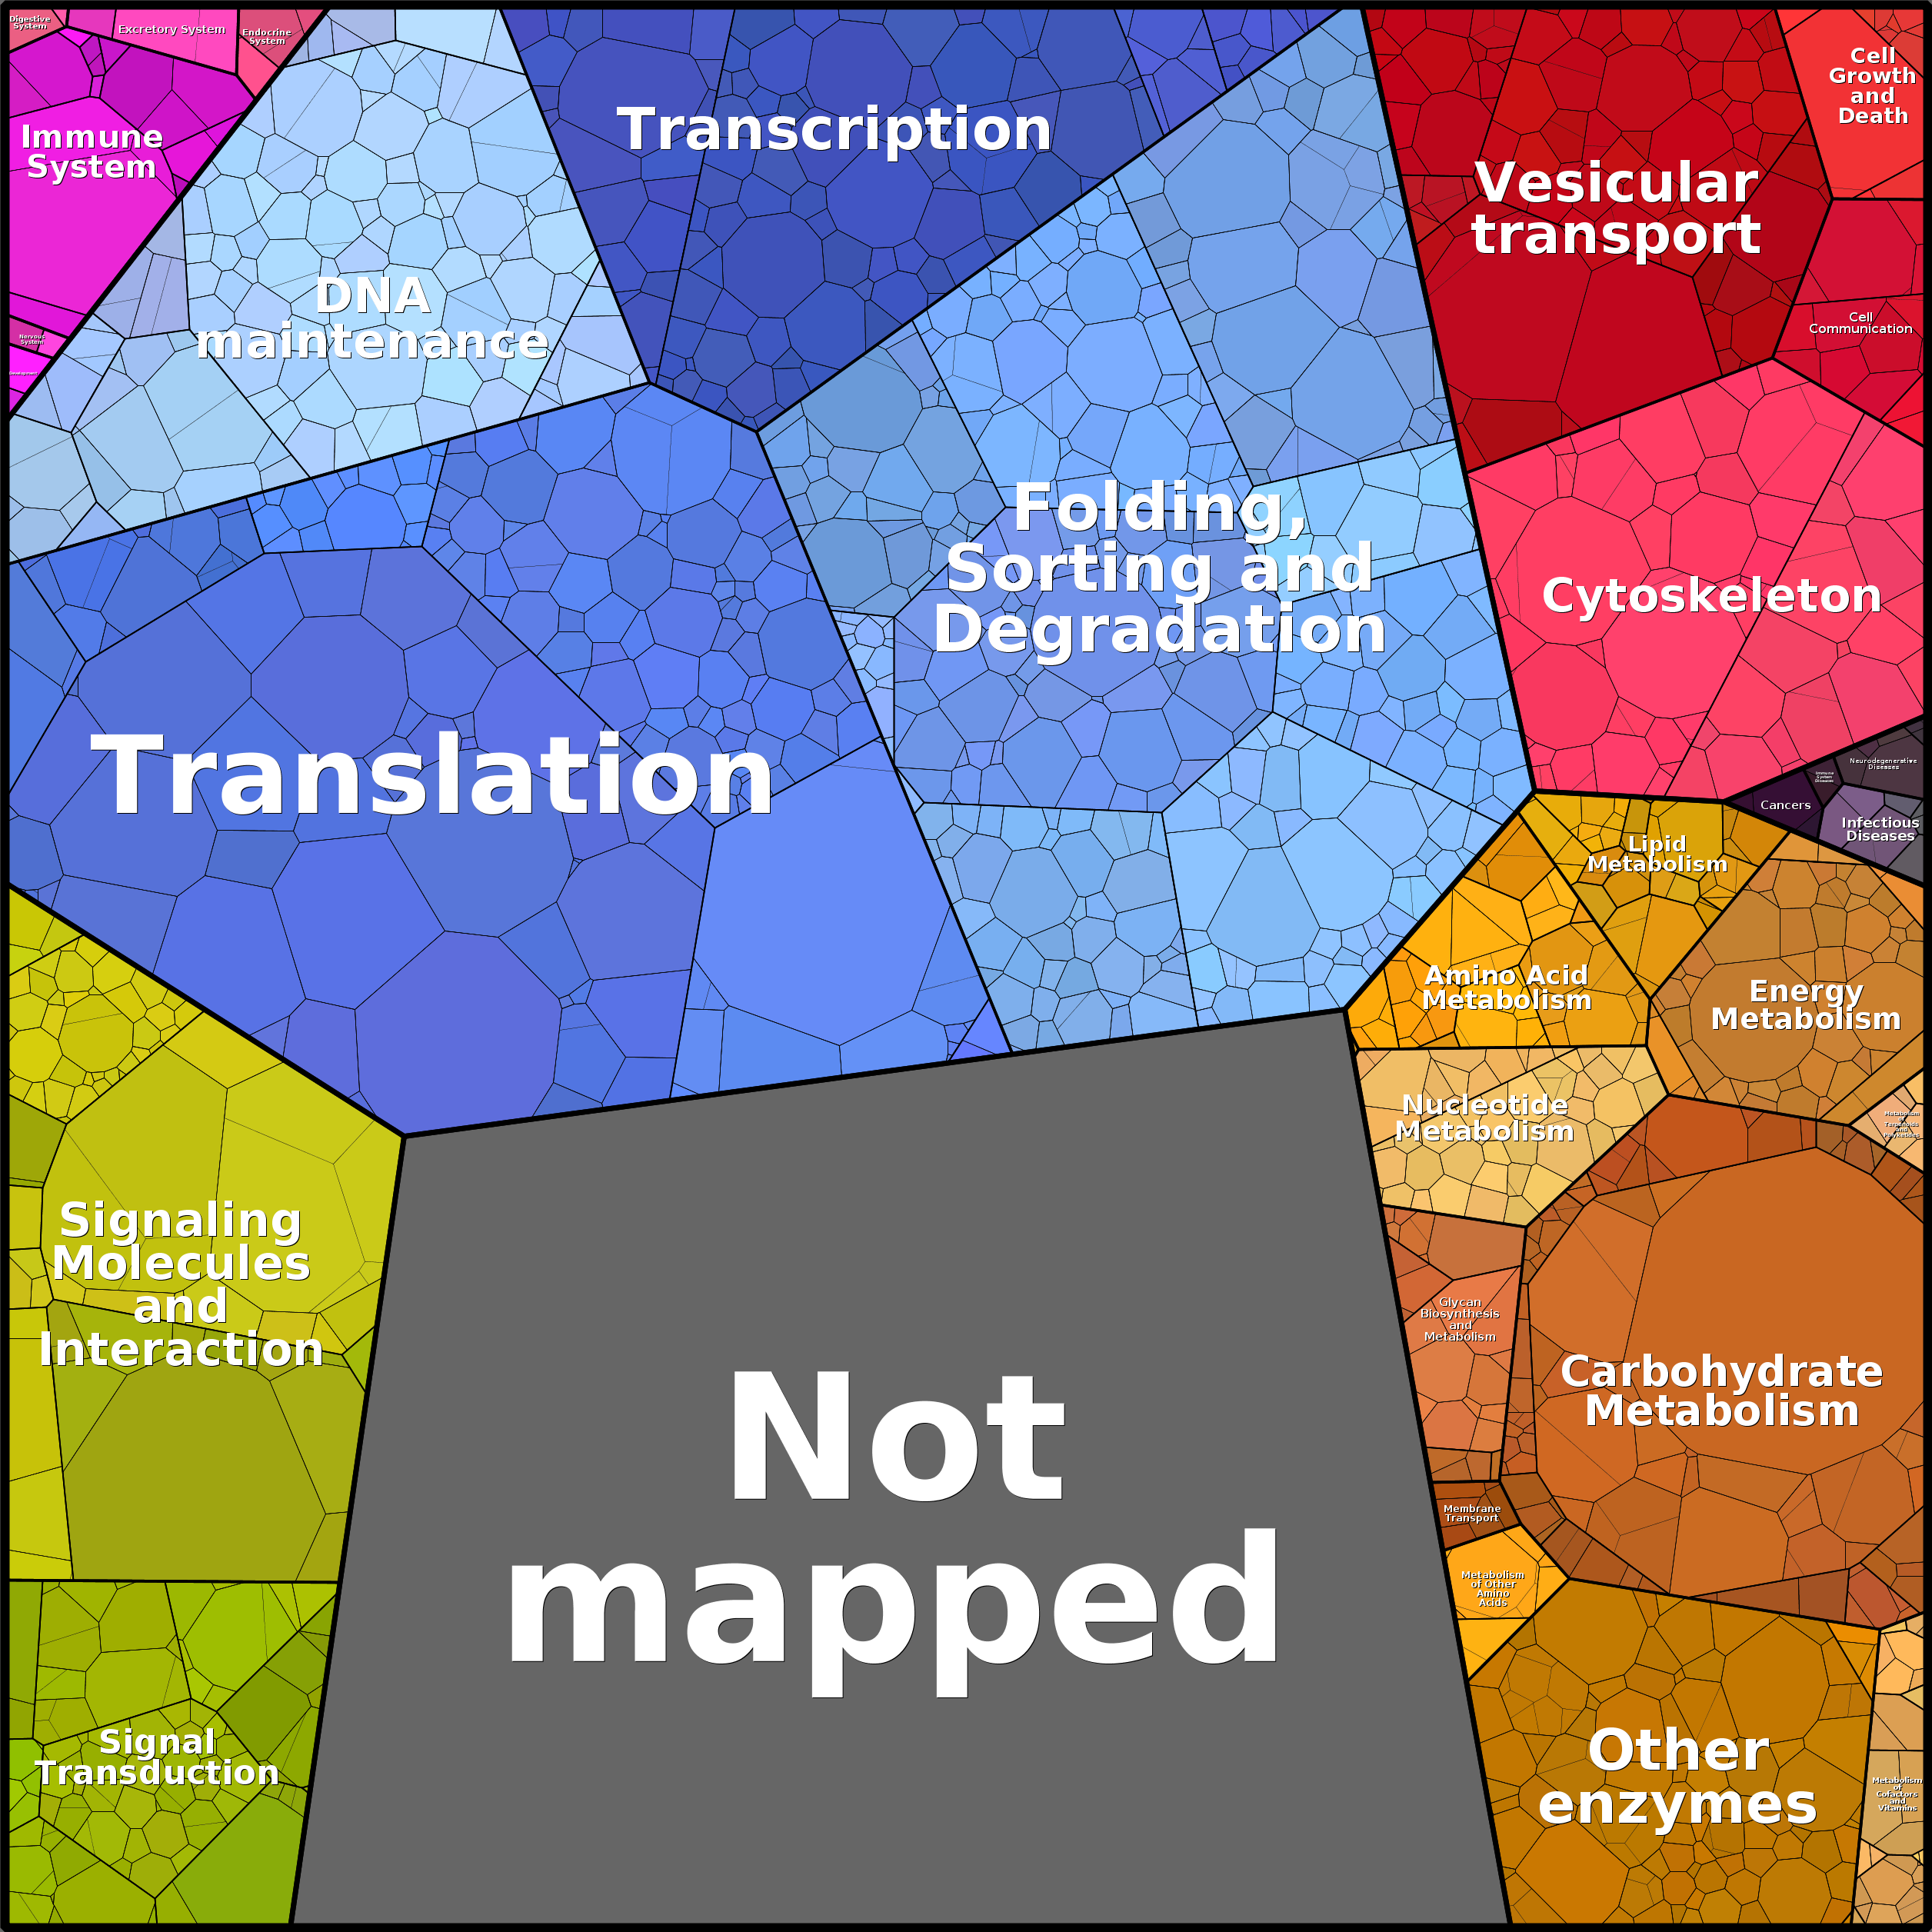 Digestive
System
Excretory System
Endocrine
System
Immune
System
Nervous
System
Development
DNA
maintenance
Transcription
Vesicular
transport
Cell
Growth
and
Death
Cell
Communication
Folding,
Sorting and
Degradation
Cytoskeleton
Translation
Neurodegenerative
Diseases
Immune
System
Diseases
Cancers
Infectious
Diseases
Lipid
Metabolism
Amino Acid
Metabolism
Energy
Metabolism
Nucleotide
Metabolism
Metabolism
of
Terpenoids
and
Polyketides
Signaling
Molecules
and
Interaction
Glycan
Biosynthesis
and
Metabolism
Carbohydrate
Metabolism
Not
mapped
Membrane
Transport
Metabolism
of Other
Amino
Acids
Signal
Transduction
Other
enzymes
Metabolism
of
Cofactors
and
Vitamins